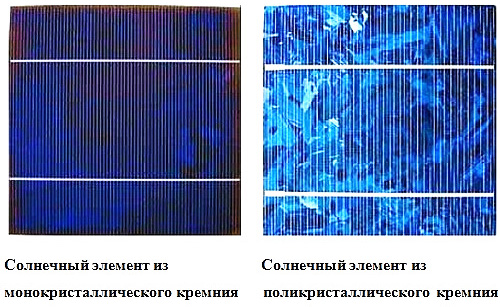 Солнечный элемент из
монокристаллического кремния
Солнечный элемент из
поликристаллического кремния